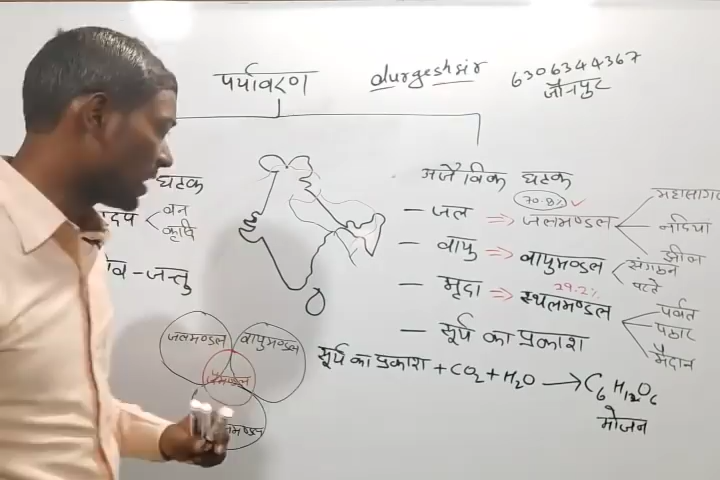 पर्यावरण
durgeshsir
6306344367
जौनपुर
घटक
वन
कृषि
जन्तु
अजैविक घटक
70.8%
– जल ⇒ जलमण्डल
महासागर
नदियाँ
झील
– वायु ⇒ वायुमण्डल
संगठन
परते
29.2%
– मृदा ⇒ स्थलमण्डल
पर्वत
पठार
मैदान
– सूर्य का प्रकाश
सूर्य का प्रकाश + CO2 + H2O → C6H12O6
भोजन
जलमण्डल
वायुमण्डल
जैवमण्डल